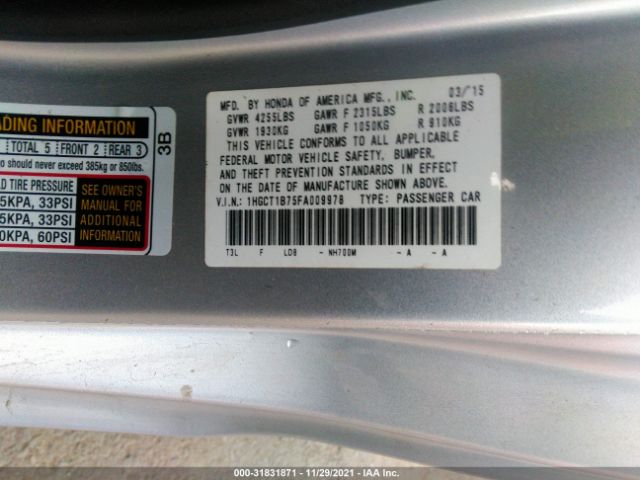 ADING INFORMATION
TOTAL 5 FRONT 2 REAR 3
should never exceed 385kg or 850lbs.
D TIRE PRESSURE
5KPA, 33PSI
5KPA, 33PSI
0KPA, 60PSI
SEE OWNER'S
MANUAL FOR
ADDITIONAL
INFORMATION
3B
MFD. BY HONDA OF AMERICA MFG., INC. 03/15
GVWR 4255LBS GAWR F 2315LBS R 2006LBS
GVWR 1930KG GAWR F 1050KG R 910KG
THIS VEHICLE CONFORMS TO ALL APPLICABLE
FEDERAL MOTOR VEHICLE SAFETY, BUMPER,
AND THEFT PREVENTION STANDARDS IN EFFECT
ON THE DATE OF MANUFACTURE SHOWN ABOVE.
V.I.N.: 1HGCT1B75FA009978 TYPE: PASSENGER CAR
T3L F LDB - NH700M - A - A
000-31831871 - 11/29/2021 - IAA Inc.